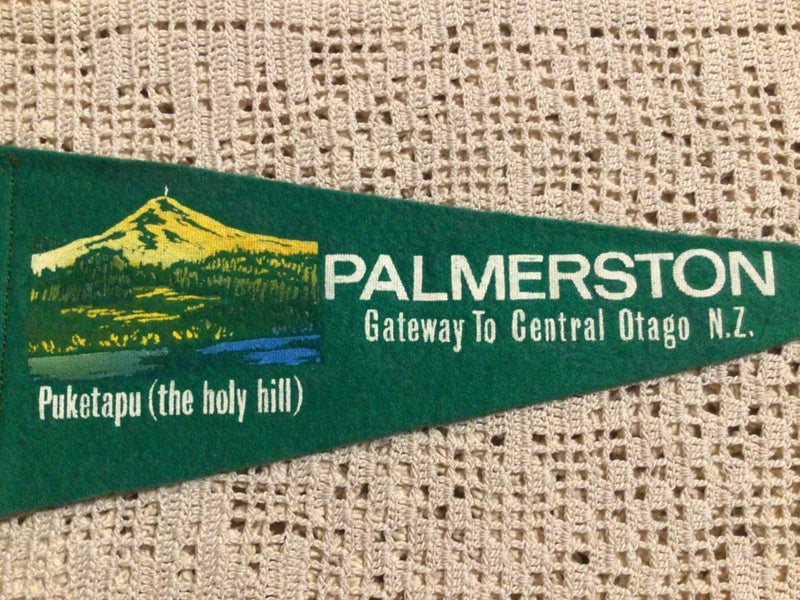 PALMERSTON
Gateway To Central Otago N.Z.
Puketapu (the holy hill)